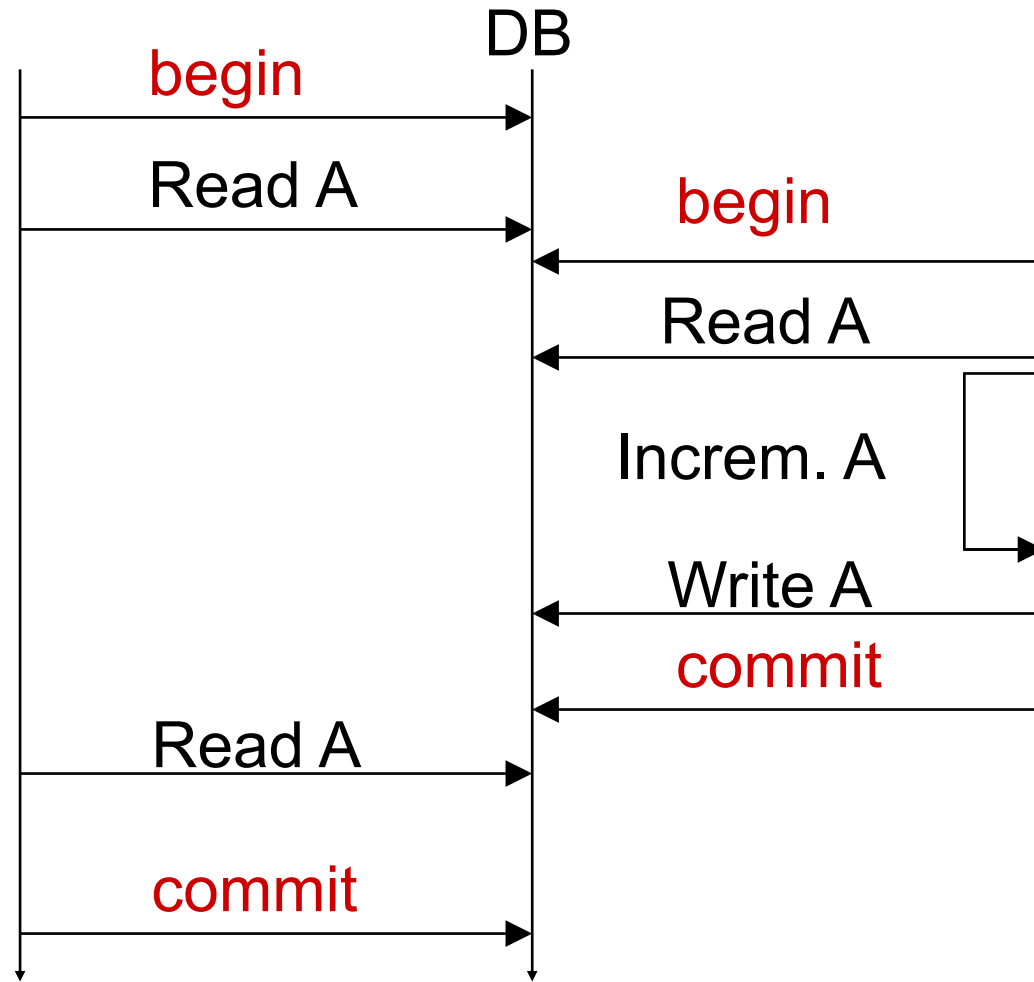 DB
begin
Read A
begin
Read A
Increm. A
Write A
commit
Read A
commit